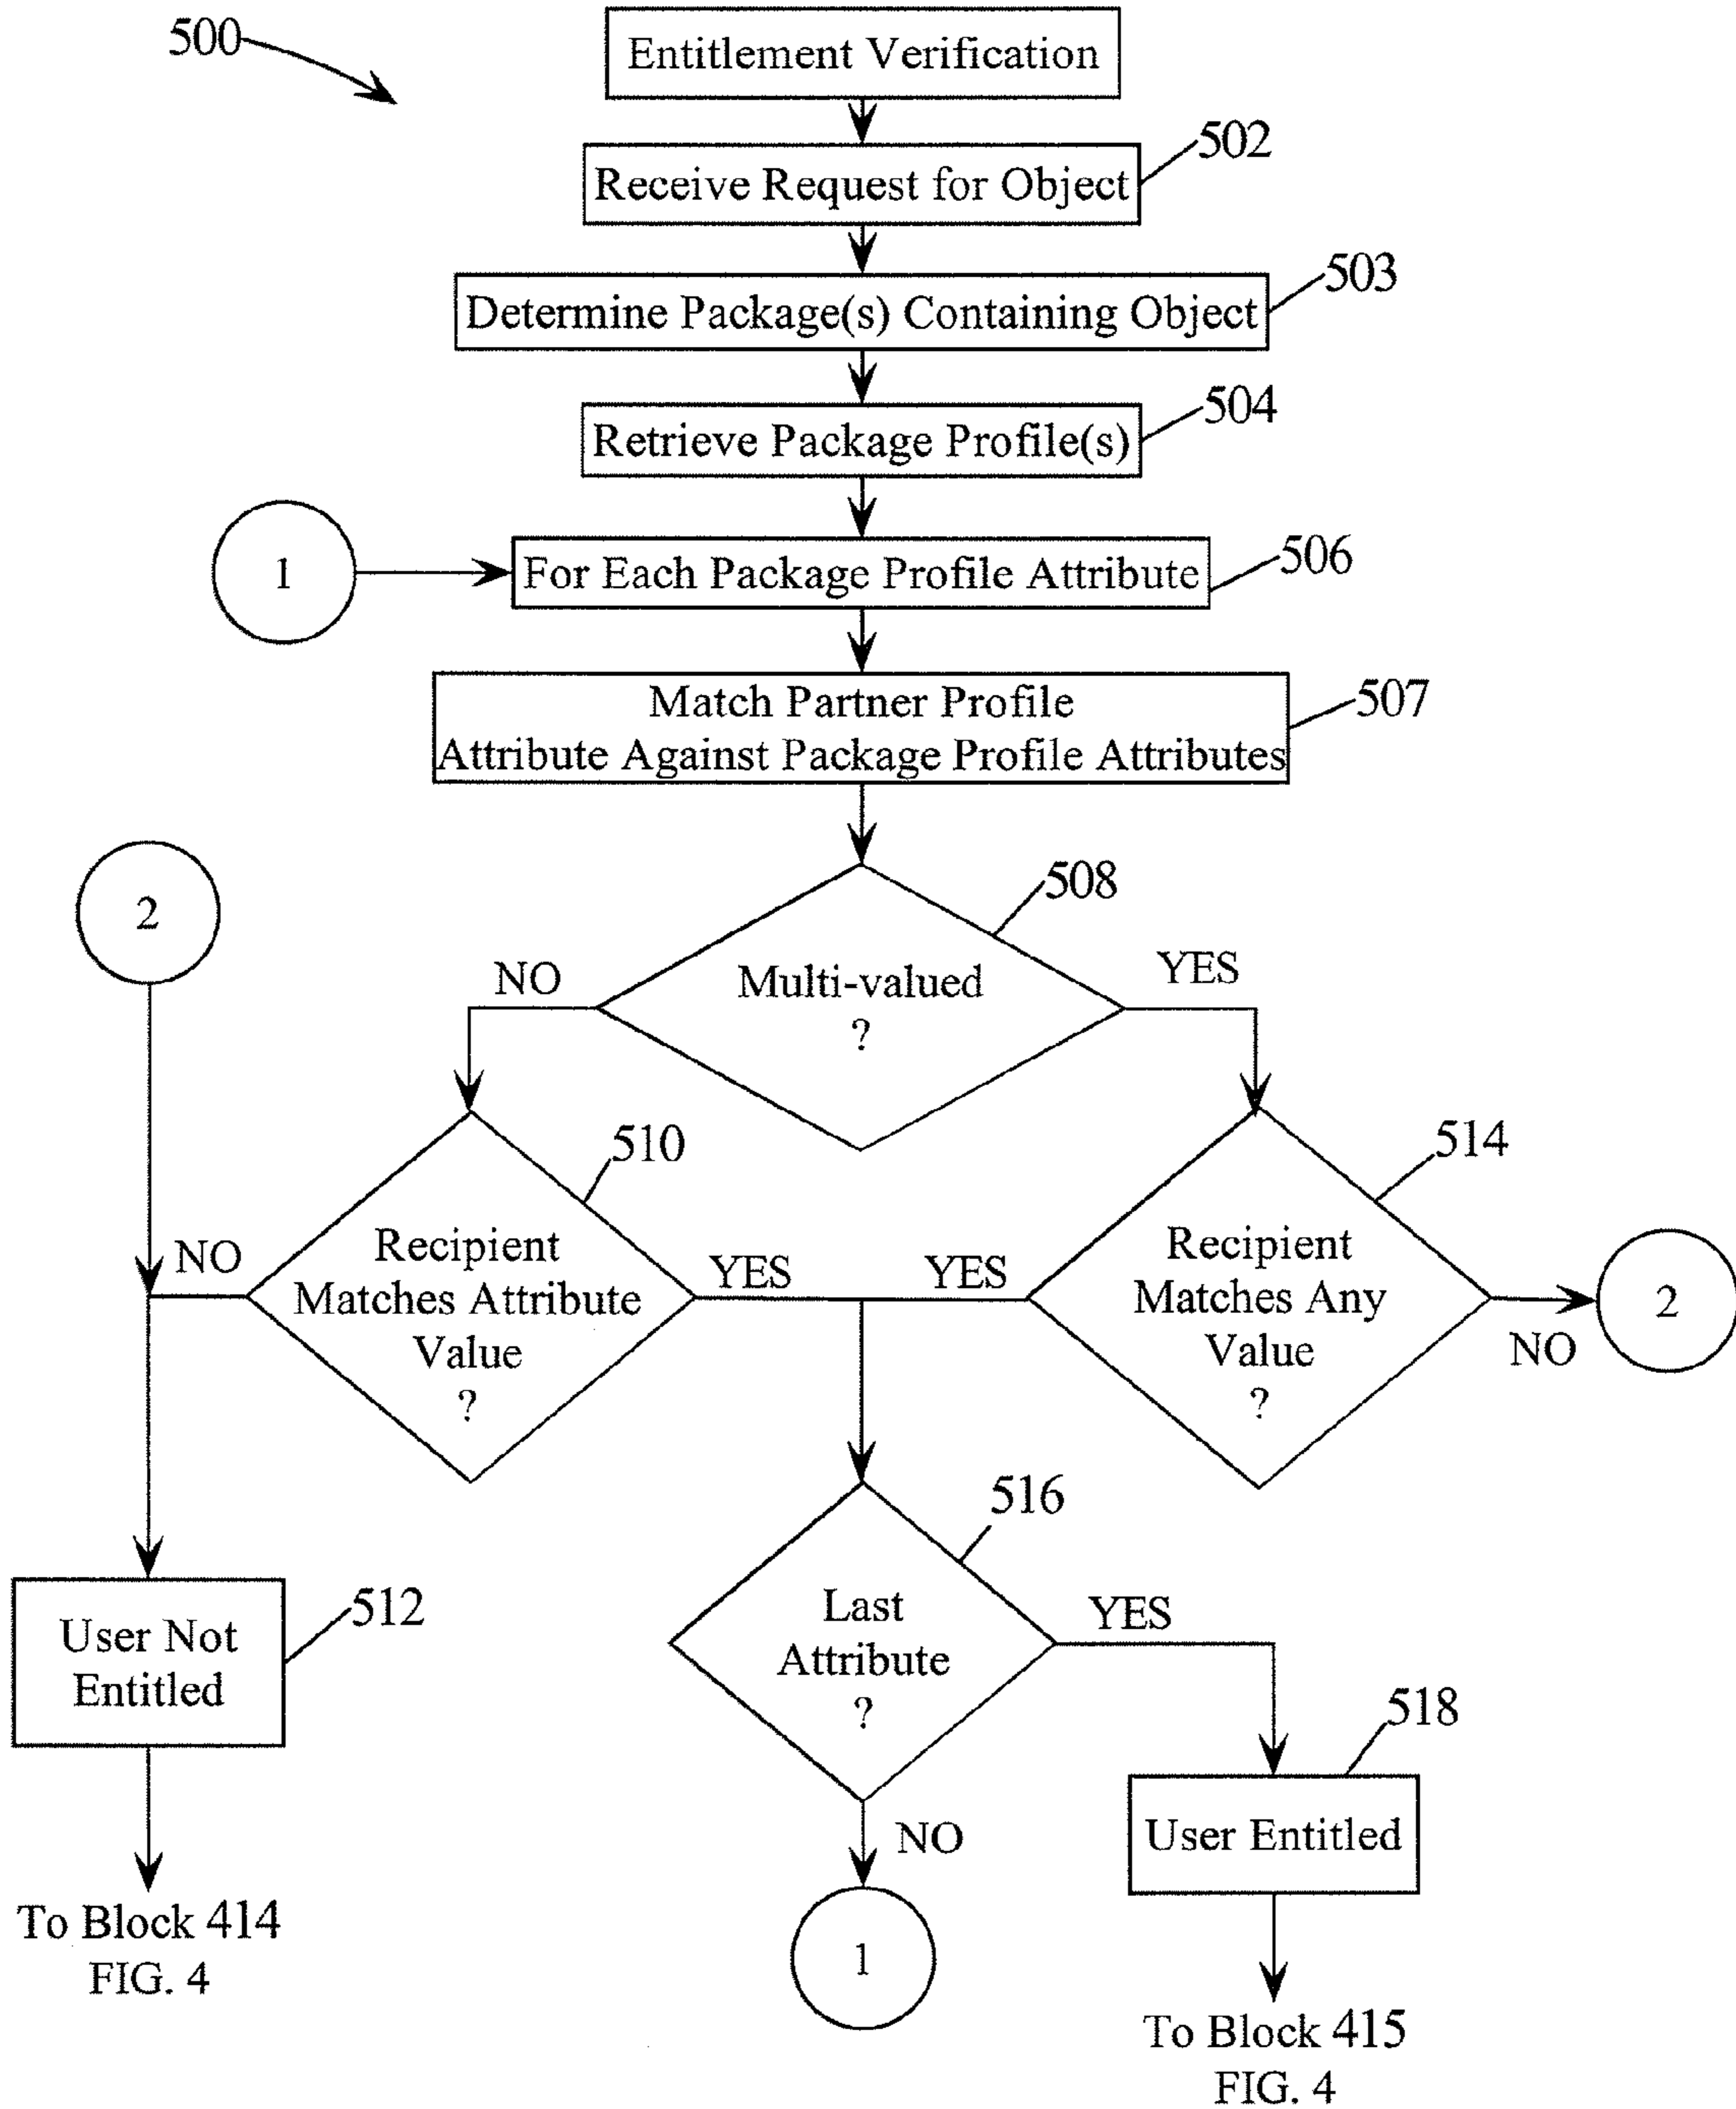 500
Entitlement Verification
502
Receive Request for Object
503
Determine Package(s) Containing Object
504
Retrieve Package Profile(s)
1
For Each Package Profile Attribute
506
Match Partner Profile
Attribute Against Package Profile Attributes
507
2
508
NO
Multi-valued
?
YES
510
514
NO
Recipient
Matches Attribute
Value
?
YES
YES
Recipient
Matches Any
Value
?
NO
2
516
User Not
Entitled
512
Last
Attribute
?
YES
518
NO
User Entitled
To Block 414
FIG. 4
1
To Block 415
FIG. 4